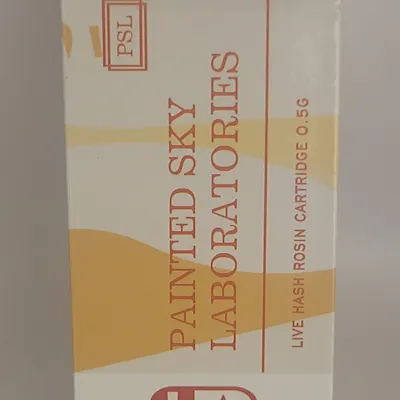 PSL
PAINTED SKY
LABORATORIES
LIVE HASH ROSIN CARTRIDGE 0.5G